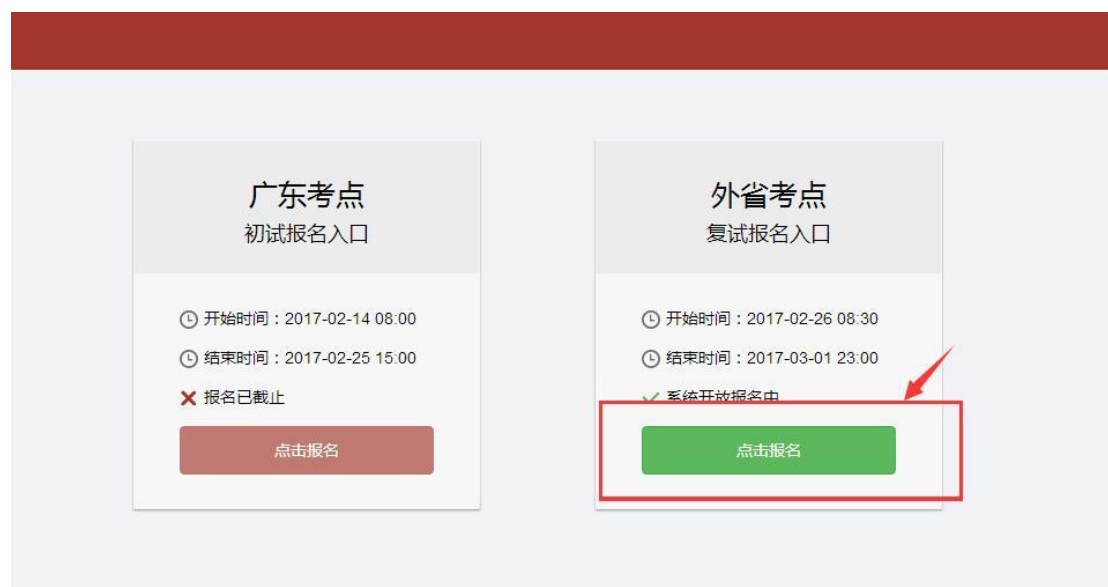 广东考点
初试报名入口
开始时间：2017-02-14 08:00
结束时间：2017-02-25 15:00
报名已截止
点击报名
外省考点
复试报名入口
开始时间：2017-02-26 08:30
结束时间：2017-03-01 23:00
系统开放报名中
点击报名